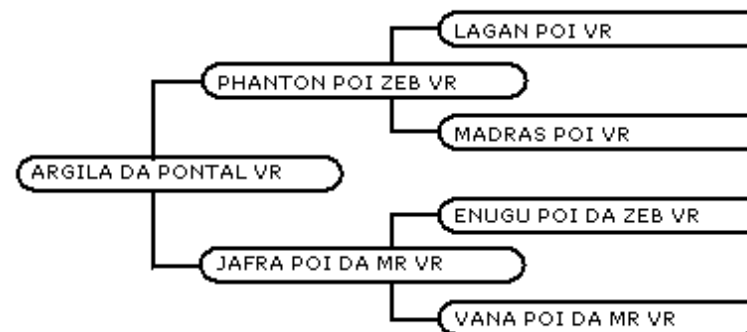 LAGAN POI VR
PHANTON POI ZEB VR
MADRAS POI VR
ARGILA DA PONTAL VR
ENUGU POI DA ZEB VR
JAFRA POI DA MR VR
VANA POI DA MR VR